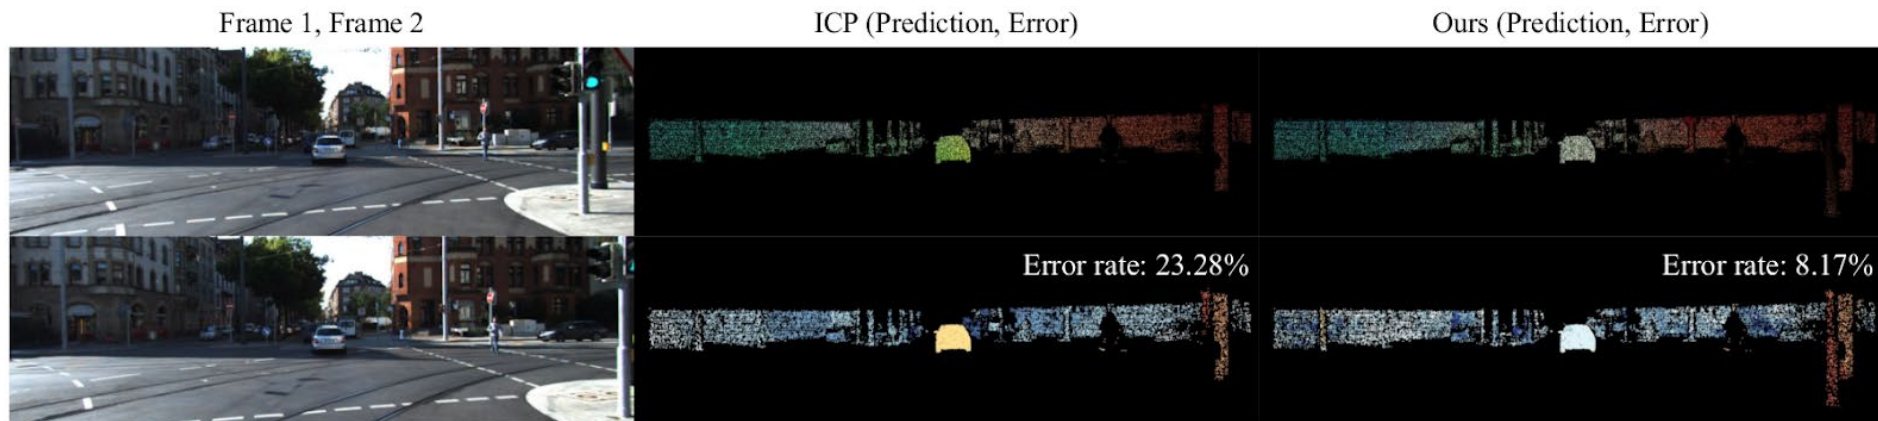 Frame 1, Frame 2
ICP (Prediction, Error)
Ours (Prediction, Error)
Error rate: 23.28%
Error rate: 8.17%